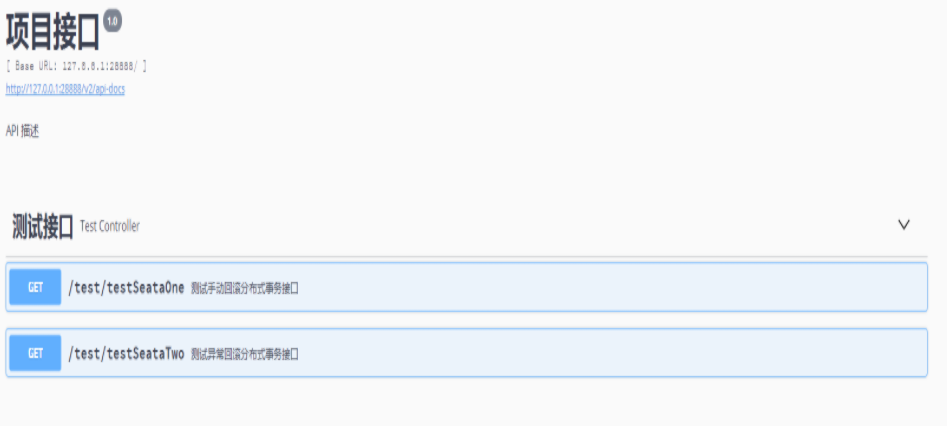 项目接口 1.0
[ Base URL: 127.0.0.1:28888/ ]
http://127.0.0.1:28888/v2/api-docs
API 描述
测试接口 Test Controller
GET /test/testSeataOne 测试手动回滚分布式事务接口
GET /test/testSeataTwo 测试异常回滚分布式事务接口